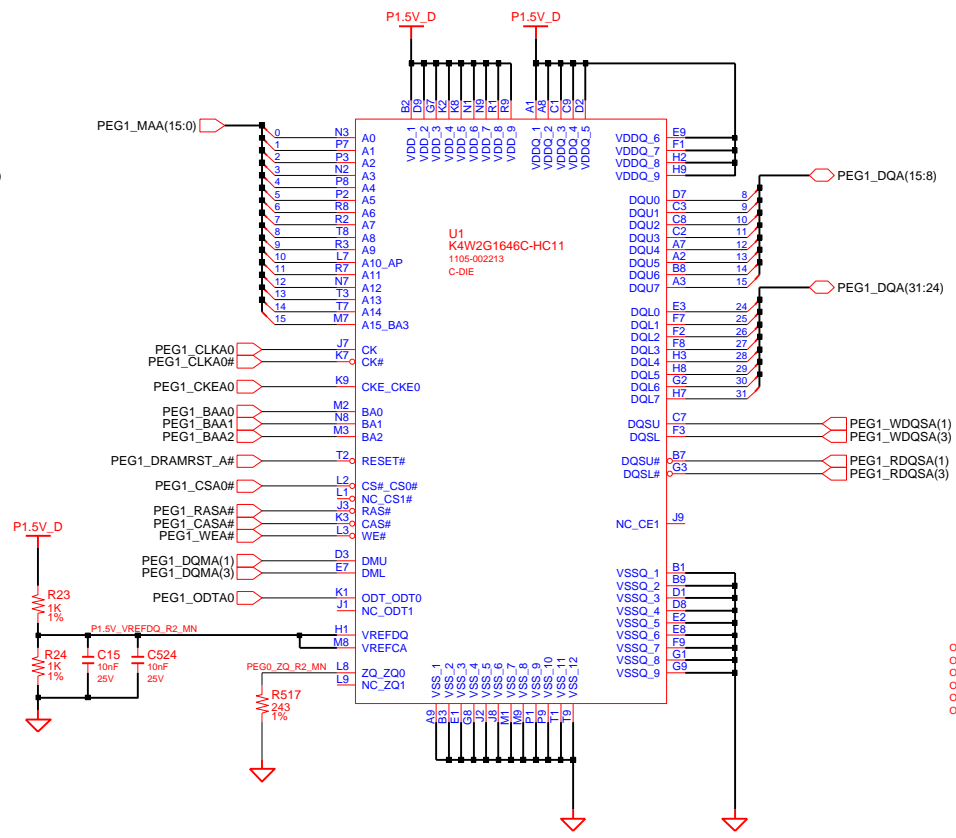 P1.5V_D
P1.5V_D
B2 D9 G7 K2 K8 N1 N9 R1 R9
A1 A8 C1 C9 D2
VDD_1 VDD_2 VDD_3 VDD_4 VDD_5 VDD_6 VDD_7 VDD_8 VDD_9
VDDQ_1 VDDQ_2 VDDQ_3 VDDQ_4 VDDQ_5
PEG1_MAA(15:0)
0 N3 A0
1 P7 A1
2 P3 A2
3 N2 A3
4 P8 A4
5 P2 A5
6 R8 A6
7 R2 A7
8 T8 A8
9 R3 A9
10 L7 A10_AP
11 R7 A11
12 N7 A12
13 T3 A13
14 T7 A14
15 M7 A15_BA3
PEG1_CLKA0 J7 CK
PEG1_CLKA0# K7 CK#
PEG1_CKEA0 K9 CKE_CKE0
PEG1_BAA0 M2 BA0
PEG1_BAA1 N8 BA1
PEG1_BAA2 M3 BA2
PEG1_DRAMRST_A# T2 RESET#
PEG1_CSA0# L2 CS#_CS0#
L1 NC_CS1#
PEG1_RASA# J3 RAS#
PEG1_CASA# K3 CAS#
PEG1_WEA# L3 WE#
PEG1_DQMA(1) D3 DMU
PEG1_DQMA(3) E7 DML
PEG1_ODTA0 K1 ODT_ODT0
J1 NC_ODT1
H1 VREFDQ
M8 VREFCA
PEG0_ZQ_R2_MN L8 ZQ_ZQ0
L9 NC_ZQ1
U1
K4W2G1646C-HC11
1105-002213
C-DIE
VDDQ_6 E9
VDDQ_7 F1
VDDQ_8 H2
VDDQ_9 H9
PEG1_DQA(15:8)
DQU0 D7 8
DQU1 C3 9
DQU2 C8 10
DQU3 C2 11
DQU4 A7 12
DQU5 A2 13
DQU6 B8 14
DQU7 A3 15
PEG1_DQA(31:24)
DQL0 E3 24
DQL1 F7 25
DQL2 F2 26
DQL3 F8 27
DQL4 H3 28
DQL5 H8 29
DQL6 G2 30
DQL7 H7 31
DQSU C7 PEG1_WDQSA(1)
DQSL F3 PEG1_WDQSA(3)
DQSU# B7 PEG1_RDQSA(1)
DQSL# G3 PEG1_RDQSA(3)
NC_CE1 J9
VSSQ_1 B1
VSSQ_2 B9
VSSQ_3 D1
VSSQ_4 D8
VSSQ_5 E2
VSSQ_6 E8
VSSQ_7 F9
VSSQ_8 G1
VSSQ_9 G9
P1.5V_D
R23
1K
1%
P1.5V_VREFDQ_R2_MN
R24
1K
1%
C15
10nF
25V
C524
10nF
25V
R517
243
1%
VSS_1 VSS_2 VSS_3 VSS_4 VSS_5 VSS_6 VSS_7 VSS_8 VSS_9 VSS_10 VSS_11 VSS_12
A9 B3 E1 G8 J2 J8 M1 M9 P1 P9 T1 T9